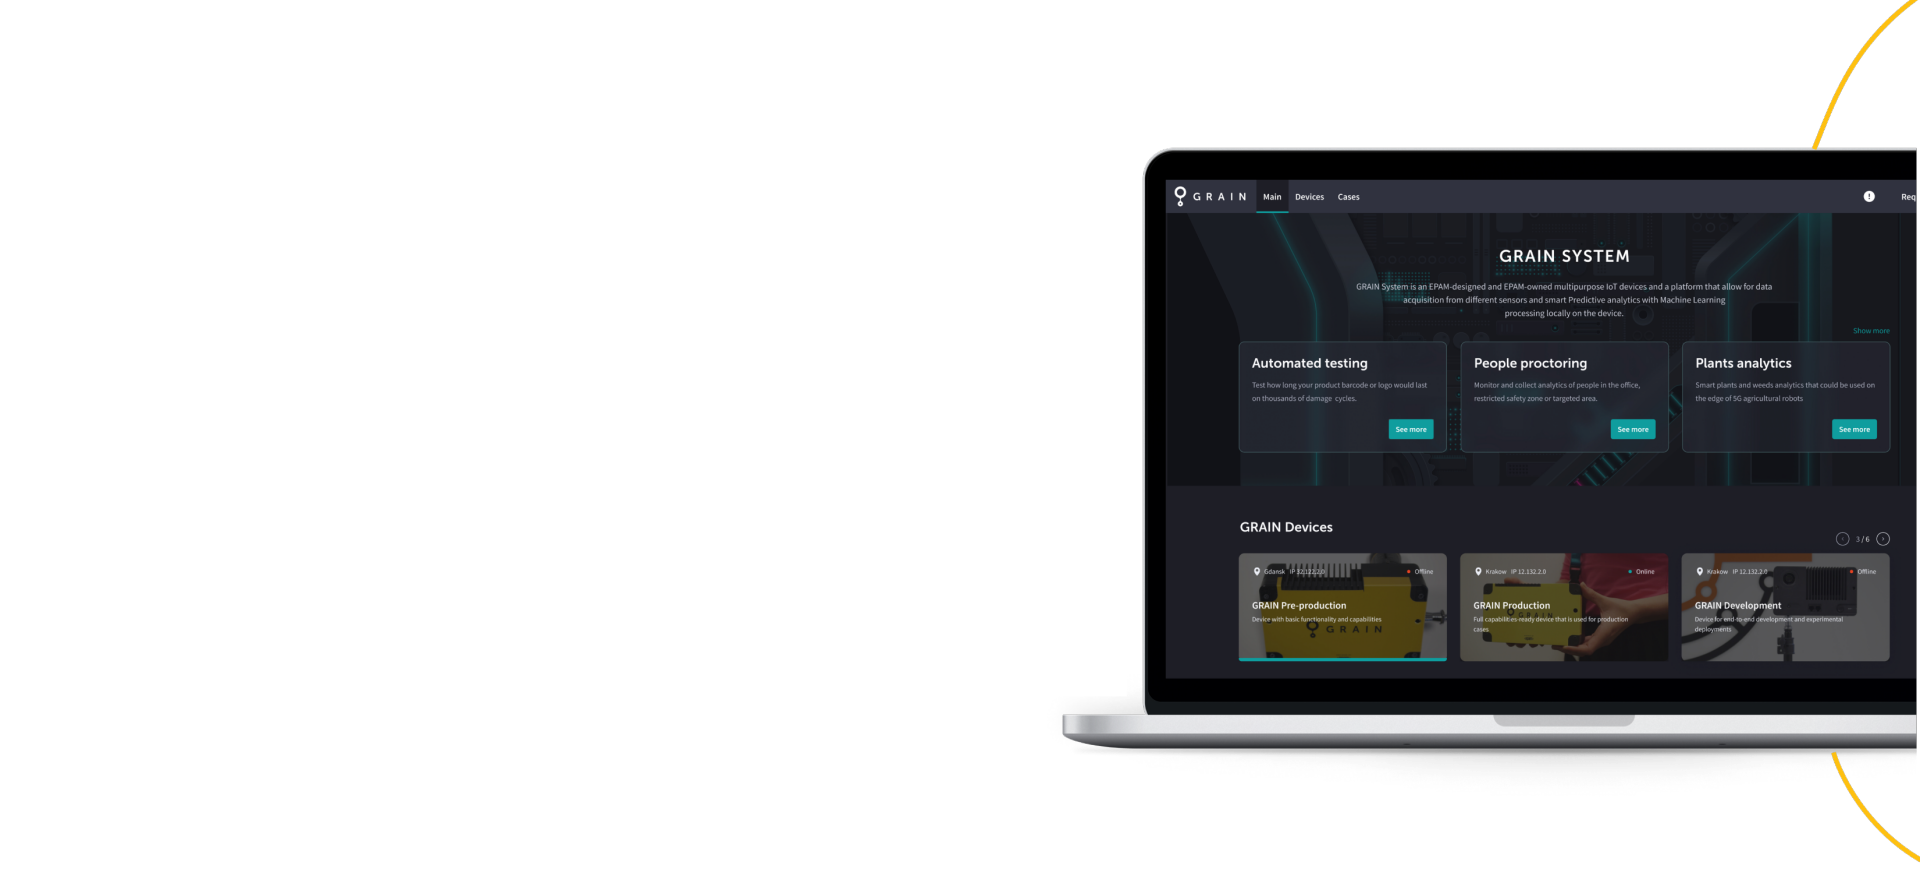 GRAIN Main Devices Cases Req
GRAIN SYSTEM
GRAIN System is an EPAM-designed and EPAM-owned multipurpose IoT devices and a platform that allow for data
acquisition from different sensors and smart Predictive analytics with Machine Learning
processing locally on the device.
Show more
Automated testing
Test how long your product barcode or logo would last
on thousands of damage cycles.
See more
People proctoring
Monitor and collect analytics of people in the office,
restricted safety zone or targeted area.
See more
Plants analytics
Smart plants and weeds analytics that could be used on
the edge of 5G agricultural robots
See more
GRAIN Devices
3 / 6
Gdansk IP 32.122.2.0 Offline
GRAIN Pre-production
Device with basic functionality and capabilities
GRAIN
Krakow IP 12.132.2.0 Online
GRAIN Production
Full capabilities ready device that is used for production
cases
GRAIN
Krakow IP 12.132.2.0 Offline
GRAIN Development
Device for end-to-end development and experimental
deployments